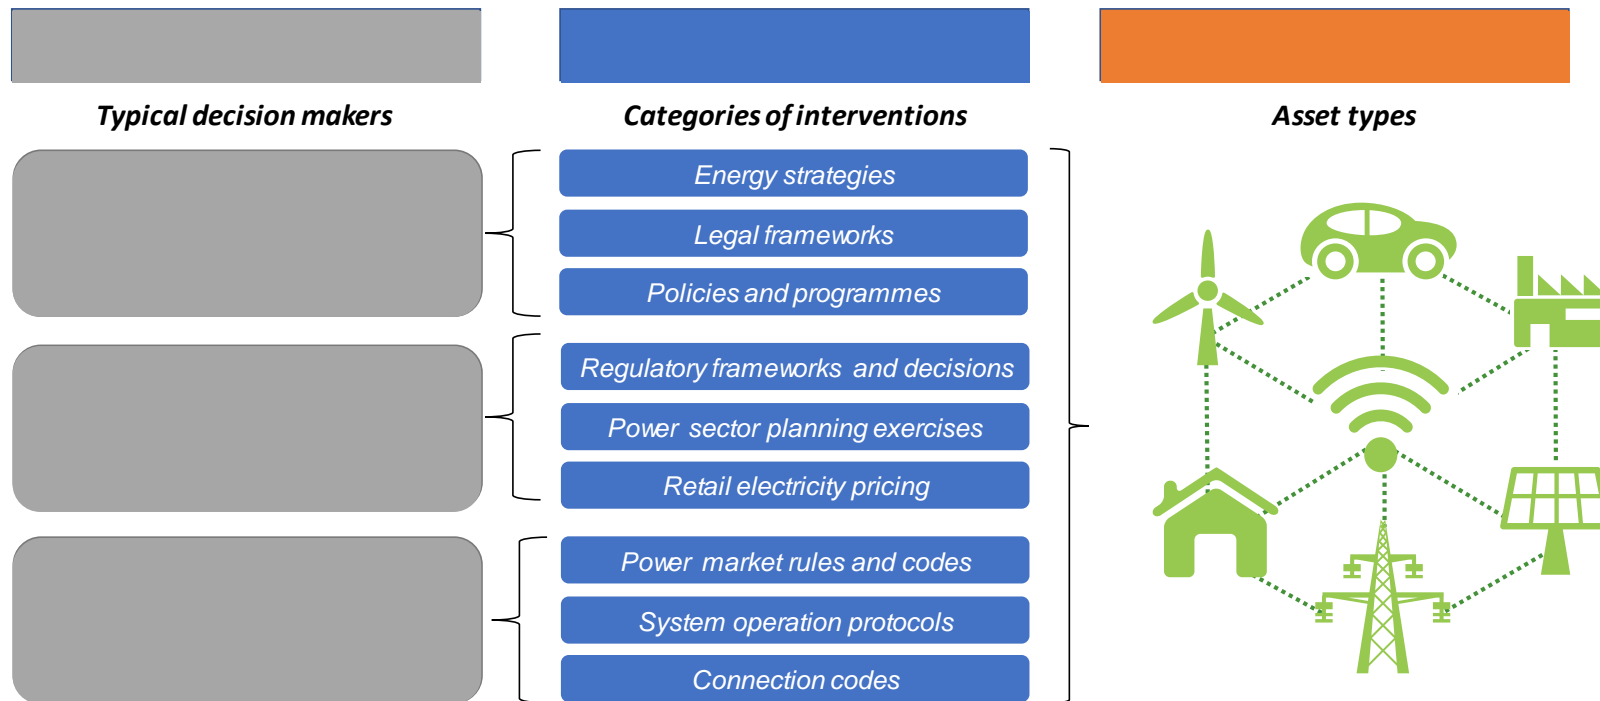 Typical decision makers
Categories of interventions
Asset types
Energy strategies
Legal frameworks
Policies and programmes
Regulatory frameworks and decisions
Power sector planning exercises
Retail electricity pricing
Power market rules and codes
System operation protocols
Connection codes